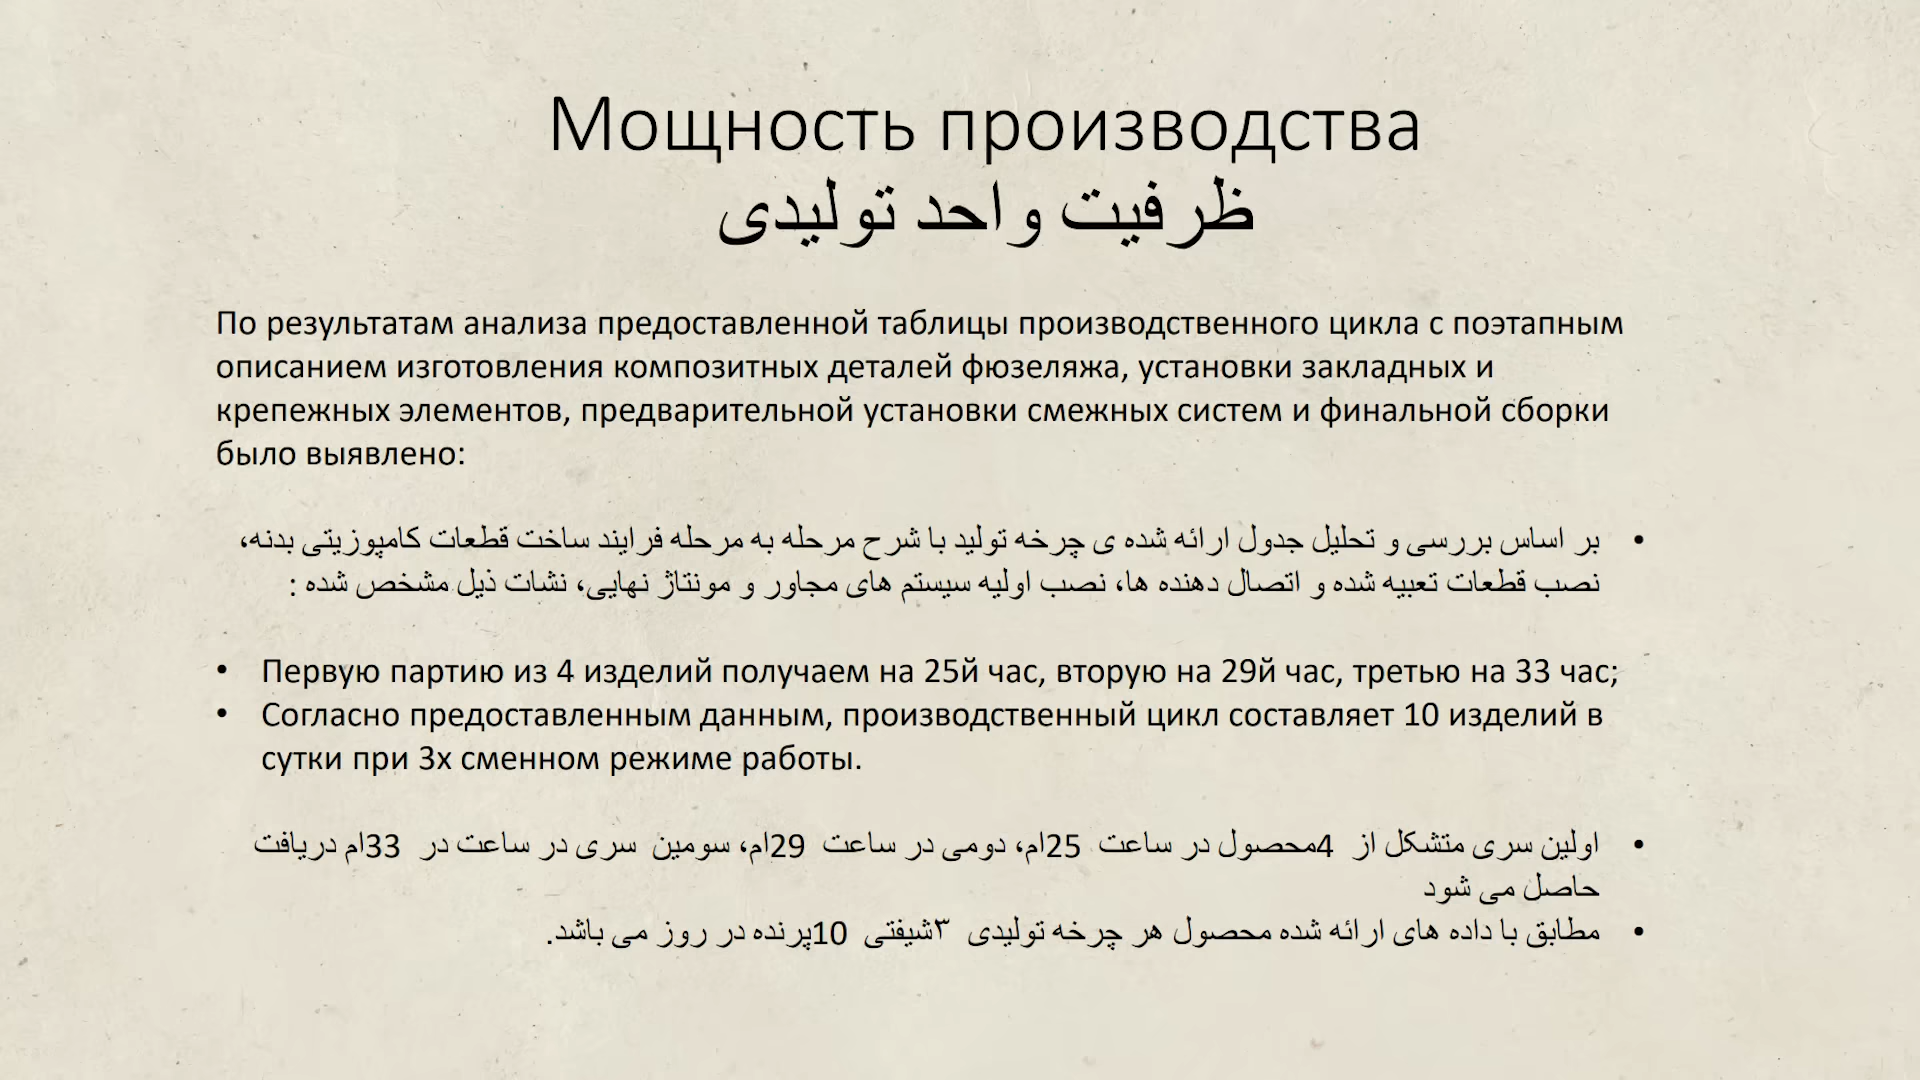 Мощность производства
ظرفیت واحد تولیدی
По результатам анализа предоставленной таблицы производственного цикла с поэтапным
описанием изготовления композитных деталей фюзеляжа, установки закладных и
крепежных элементов, предварительной установки смежных систем и финальной сборки
было выявлено:
• بر اساس بررسی و تحلیل جدول ارائه شده ی چرخه تولید با شرح مرحله به مرحله فرایند ساخت قطعات کامپوزیتی بدنه،
نصب قطعات تعبیه شده و اتصال دهنده ها، نصب اولیه سیستم های مجاور و مونتاژ نهایی، نشات ذیل مشخص شده :
• Первую партию из 4 изделий получаем на 25й час, вторую на 29й час, третью на 33 час;
• Согласно предоставленным данным, производственный цикл составляет 10 изделий в
сутки при 3х сменном режиме работы.
• اولین سری متشکل از 4محصول در ساعت 25ام، دومی در ساعت 29ام، سومین سری در ساعت در 33ام دریافت
حاصل می شود
• مطابق با داده های ارائه شده محصول هر چرخه تولیدی ۳شیفتی 10پرنده در روز می باشد.